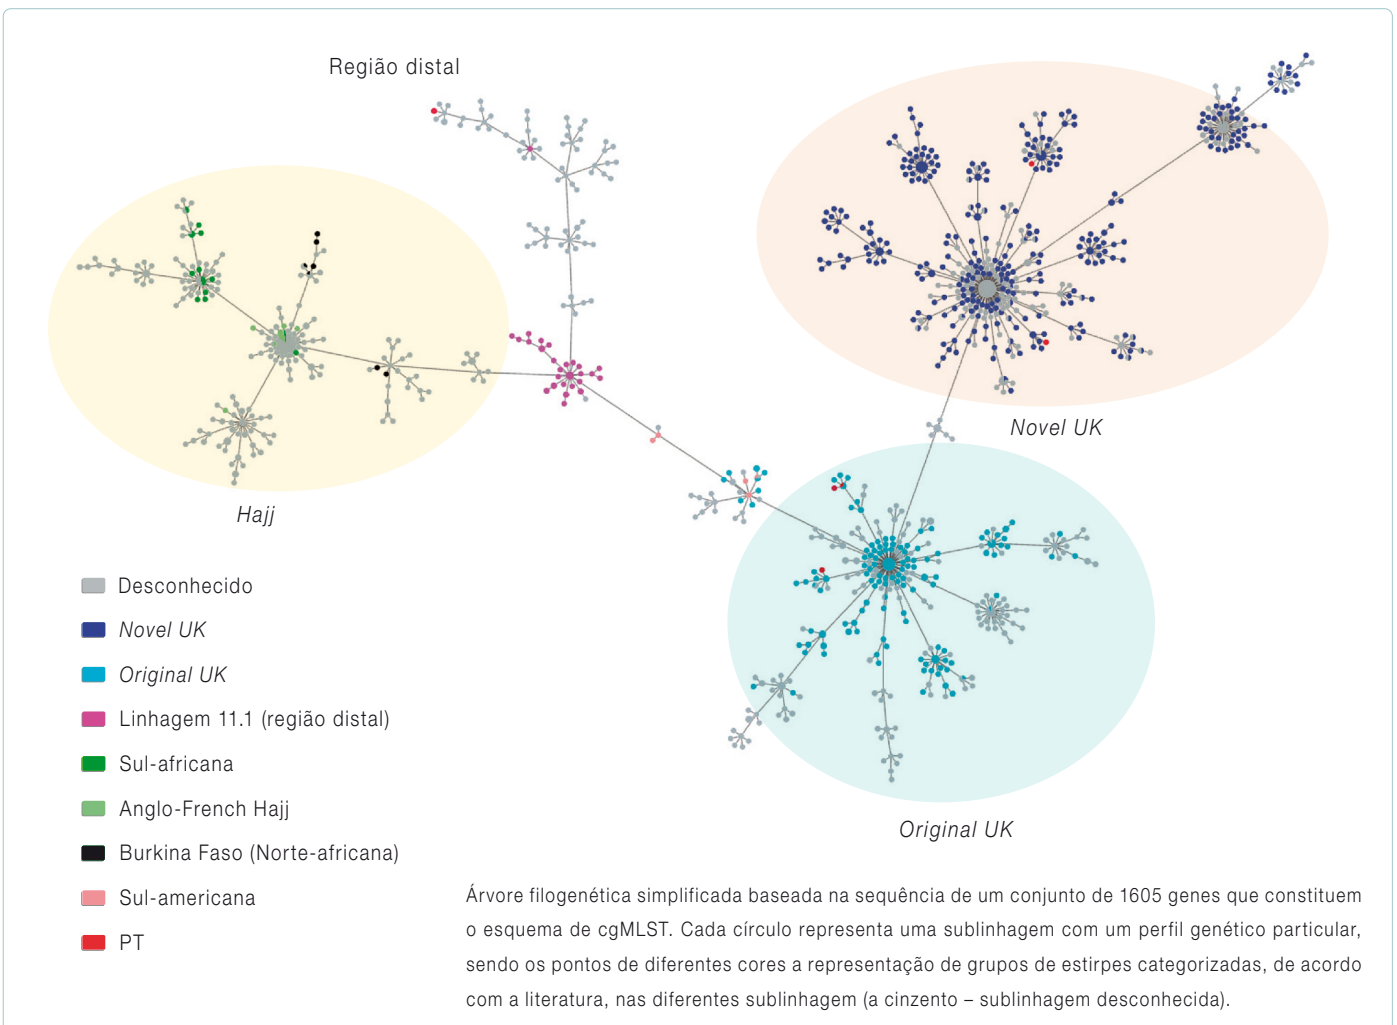 Região distal
Novel UK
Hajj
Original UK
Desconhecido
Novel UK
Original UK
Linhagem 11.1 (região distal)
Sul-africana
Anglo-French Hajj
Burkina Faso (Norte-africana)
Sul-americana
PT
Árvore filogenética simplificada baseada na sequência de um conjunto de 1605 genes que constituem
o esquema de cgMLST. Cada círculo representa uma sublinhagem com um perfil genético particular,
sendo os pontos de diferentes cores a representação de grupos de estirpes categorizadas, de acordo
com a literatura, nas diferentes sublinhagem (a cinzento – sublinhagem desconhecida).